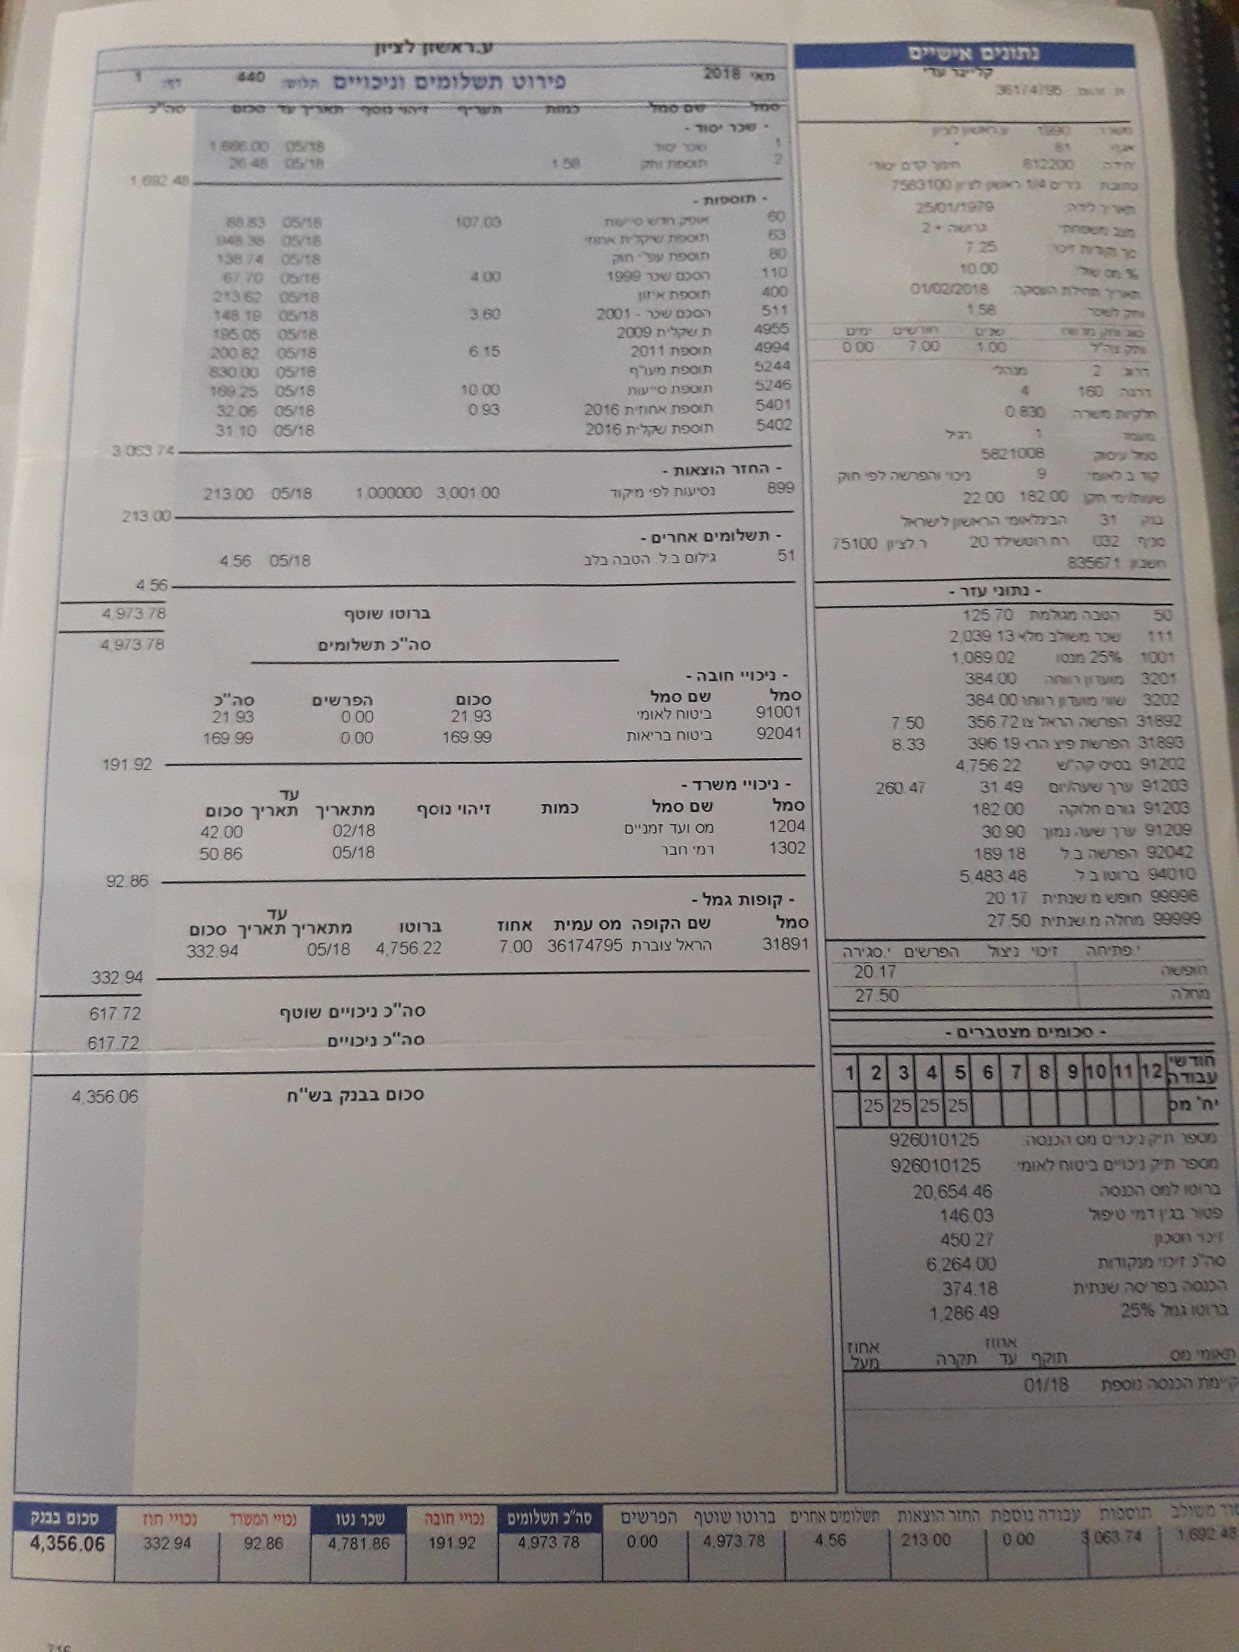 נתונים אישיים
קליינר עדי
ת. זהות 36174795
משרד 1990 ע.ראשון לציון
אגף 81
יחידה 812200 חינוך קדם יסודי
כתובת נירים 1/4 ראשון לציון 7583100
תאריך לידה: 25/01/1979
מצב משפחתי: גרושה + 2
סך נקודות זיכוי 7.25
% מס שולי: 10.00
תאריך תחילת העסקה: 01/02/2018
ותק לשכר 1.58
שנים חודשים ימים
ותק צה"ל 1.00 7.00 0.00
דרוג 2 מנהלי
דרגה 160 4
חלקיות משרה: 0.830
מעמד 1 רגיל
סמל עיסוק 5821008
קוד ב.לאומי 9 ניכוי והפרשה לפי חוק
שעות/ימי תקן 182.00 22.00
בנק 31 הבינלאומי הראשון לישראל
סניף 032 רח רוטשילד 20 ר.לציון 75100
חשבון 835671
- נתוני עזר -
50 הטבה מגולמת 125.70
111 שכר משולב מלא 2,039.13
1001 25% מנטו 1,089.02
3201 מועדון רווחה 384.00
3202 שווי מועדון רווחה 384.00
31892 הפרשה הראל צו 356.72 7.50
31893 הפרשת פיצ הרא 396.19 8.33
91202 בסיס קה"ש 4,756.22
91203 ערך שעה/יום 31.49 260.47
91203 גורם חלוקה 182.00
91209 ערך שעה נמוך 30.90
92042 הפרשה ב.ל 189.18
94010 ברוטו ב.ל. 5,483.48
99998 חופש מ.שנתית 20.17
99999 מחלה מ.שנתית 27.50
י.פתיחה זיכוי ניצול הפרשים י.סגירה
חופשה 20.17
מחלה 27.50
- סכומים מצטברים -
חודשי עבודה 12 11 10 9 8 7 6 5 4 3 2 1
יח' מס 25 25 25 25
מספר תיק ניכויים מס הכנסה: 926010125
מספר תיק ניכויים ביטוח לאומי: 926010125
ברוטו למס הכנסה 20,654.46
פטור בגין דמי טיפול 146.03
זיכוי חסכון 450.27
סה"כ זיכוי מנקודות 6,264.00
הכנסה בפריסה שנתית 374.18
ברוטו גמל 25% 1,286.49
תאומי מס תוקף אחוז עד תקרה אחוז מעל
קיימת הכנסה נוספת 01/18
ע.ראשון לציון
מאי 2018 פירוט תשלומים וניכויים תלוש: 440 דף: 1
סמל שם סמל כמות תעריף זיהוי נוסף תאריך עד סכום סה"כ
- שכר יסוד -
1 שכר יסוד 05/18 1,666.00
2 תוספת ותק 1.58 05/18 26.48
1,692.48
- תוספות -
60 אופק חדש סייעות 107.03 05/18 88.83
63 תוספת שיקלית אחוזי 05/18 948.38
80 תוספת עפ"י חוק 05/18 138.74
110 הסכם שכר 1999 4.00 05/18 67.70
400 תוספת איזון 05/18 213.62
511 הסכם שכר - 2001 3.60 05/18 148.19
4955 ת.שקלית 2009 05/18 195.05
4994 תוספת 2011 6.15 05/18 200.82
5244 תוספת מעו"ף 05/18 830.00
5246 תוספת סייעות 10.00 05/18 169.25
5401 תוספת אחוזית 2016 0.93 05/18 32.06
5402 תוספת שקלית 2016 05/18 31.10
3,063.74
- החזר הוצאות -
899 נסיעות לפי מיקוד 3,001.00 1.000000 05/18 213.00
213.00
- תשלומים אחרים -
51 גילום ב.ל. הטבה בלב 05/18 4.56
4.56
ברוטו שוטף 4,973.78
סה"כ תשלומים 4,973.78
- ניכויי חובה -
סמל שם סמל סכום הפרשים סה"כ
91001 ביטוח לאומי 21.93 0.00 21.93
92041 ביטוח בריאות 169.99 0.00 169.99
191.92
- ניכויי משרד -
סמל שם סמל כמות זיהוי נוסף מתאריך עד תאריך סכום
1204 מס ועד זמניים 02/18 42.00
1302 דמי חבר 05/18 50.86
92.86
- קופות גמל -
סמל שם הקופה מס עמית אחוז ברוטו מתאריך עד תאריך סכום
31891 הראל צוברת 36174795 7.00 4,756.22 05/18 332.94
332.94
סה"כ ניכויים שוטף 617.72
סה"כ ניכויים 617.72
סכום בבנק בש"ח 4,356.06
משולב תוספות עבודה נוספת החזר הוצאות תשלומים אחרים ברוטו שוטף הפרשים סה"כ תשלומים נכויי חובה שכר נטו נכויי המשרד נכויי חוז סכום בבנק
1,692.48 3,063.74 0.00 213.00 4.56 4,973.78 0.00 4,973.78 191.92 4,781.86 92.86 332.94 4,356.06